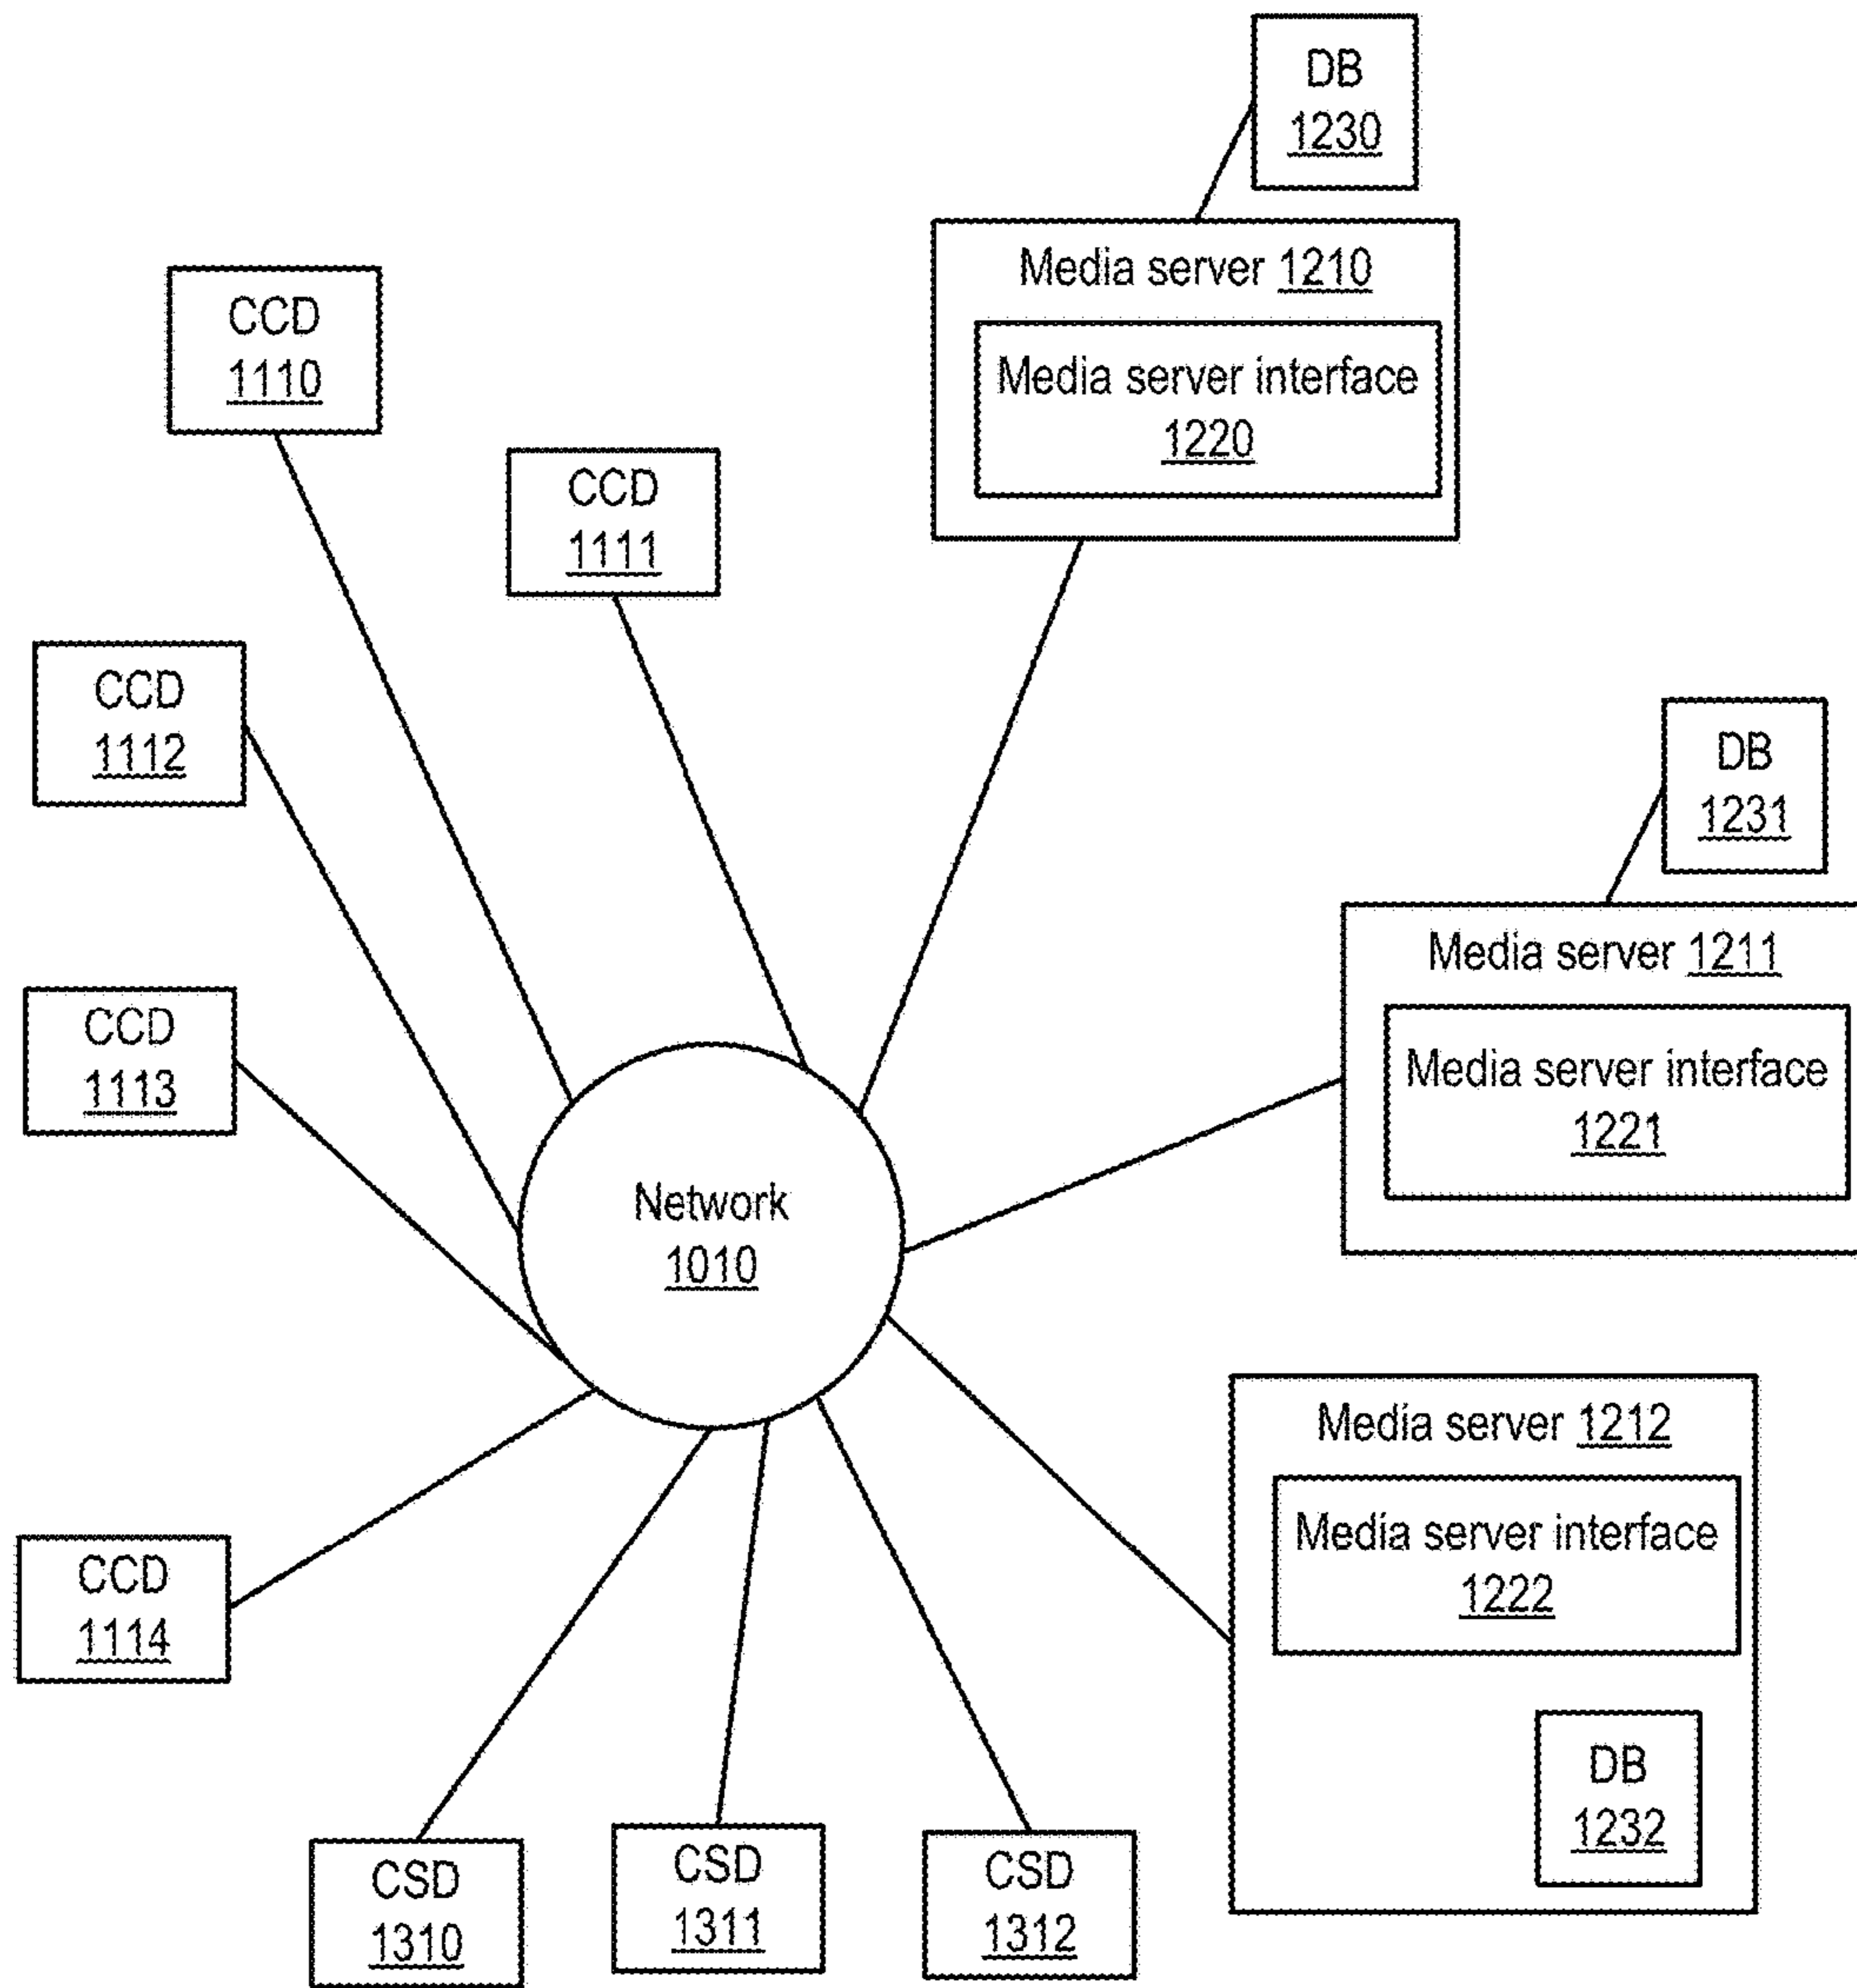 DB
1230
Media server 1210
Media server interface
1220
CCD
1110
CCD
1111
CCD
1112
DB
1231
Media server 1211
Media server interface
1221
CCD
1113
Network
1010
Media server 1212
Media server interface
1222
DB
1232
CCD
1114
CSD
1310
CSD
1311
CSD
1312